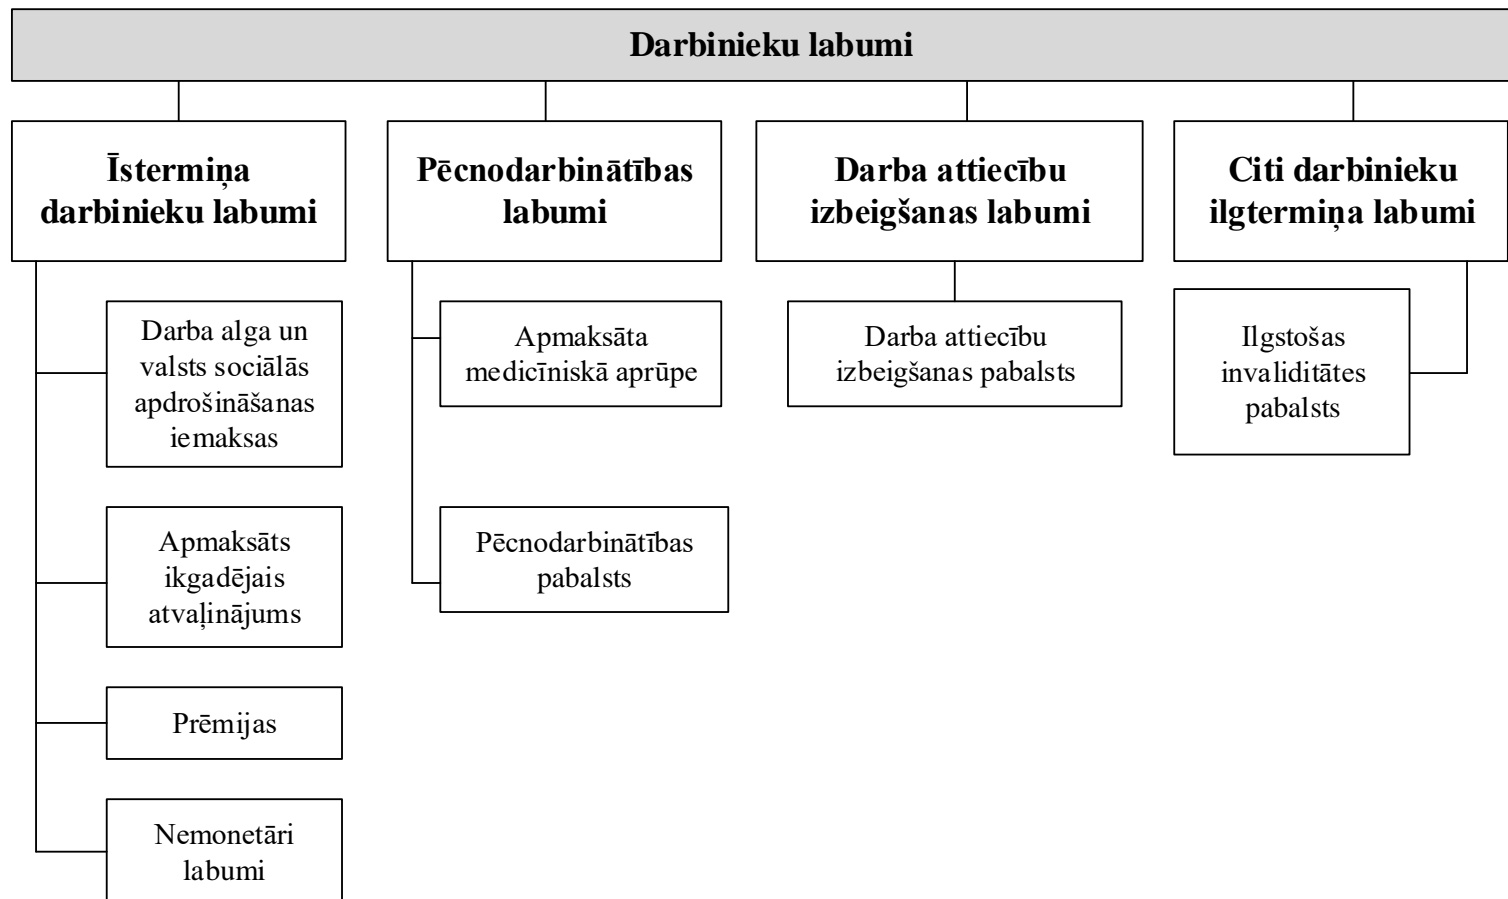 Darbinieku labumi
Īstermiņa
darbinieku labumi
Pēcnodarbinātības
labumi
Darba attiecību
izbeigšanas labumi
Citi darbinieku
ilgtermiņa labumi
Darba alga un
valsts sociālās
apdrošināšanas
iemaksas
Apmaksāts
ikgadējais
atvaļinājums
Prēmijas
Nemonetāri
labumi
Apmaksāta
medicīniskā aprūpe
Pēcnodarbinātības
pabalsts
Darba attiecību
izbeigšanas pabalsts
Ilgstošas
invaliditātes
pabalsts